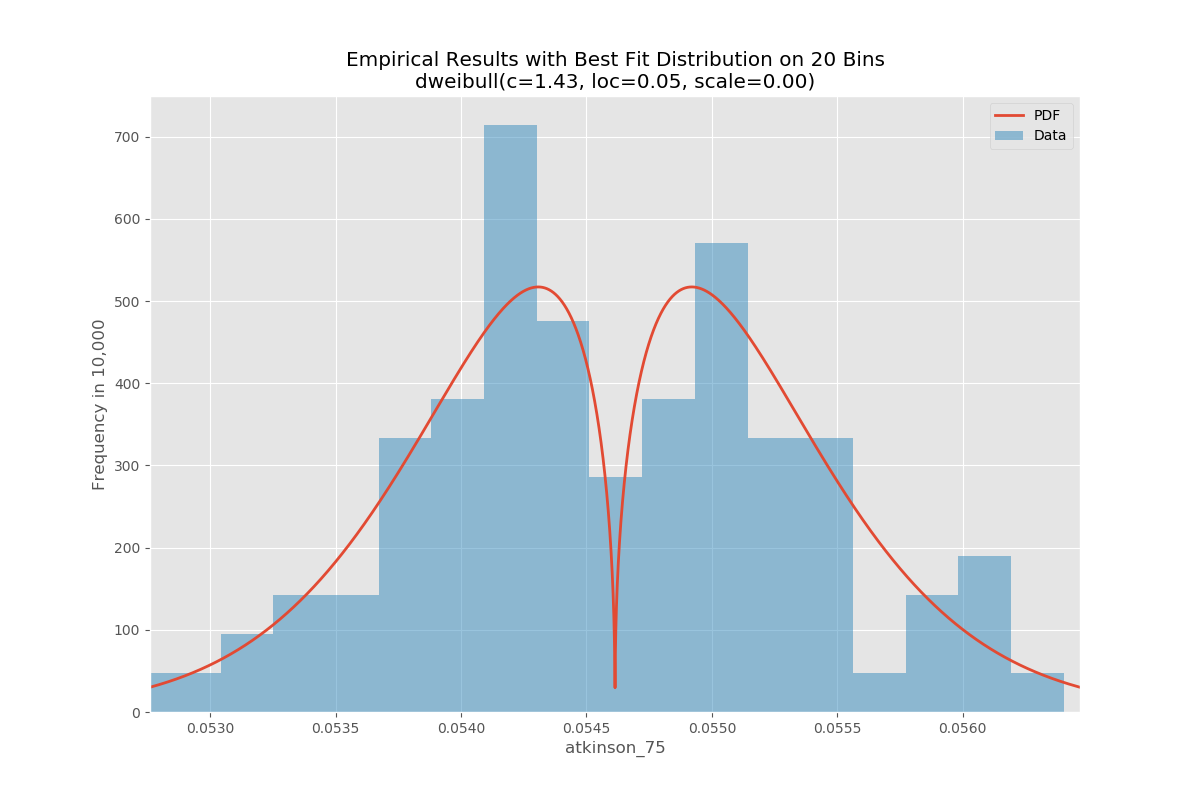 Empirical Results with Best Fit Distribution on 20 Bins
dweibull(c=1.43, loc=0.05, scale=0.00)
PDF
Data
700
600
500
400
300
200
100
0
Frequency in 10,000
0.0530 0.0535 0.0540 0.0545 0.0550 0.0555 0.0560
atkinson_75